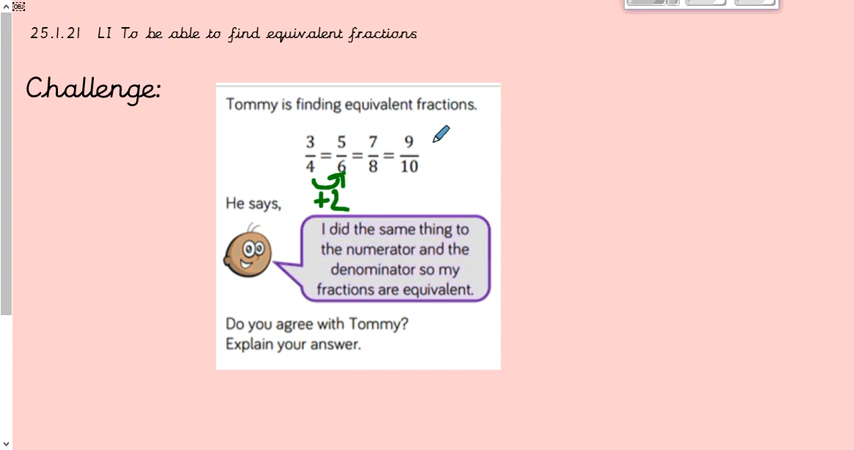 25.1.21 LI To be able to find equivalent fractions
Challenge:
Tommy is finding equivalent fractions.
3/4 = 5/6 = 7/8 = 9/10
+2
He says,
I did the same thing to
the numerator and the
denominator so my
fractions are equivalent.
Do you agree with Tommy?
Explain your answer.